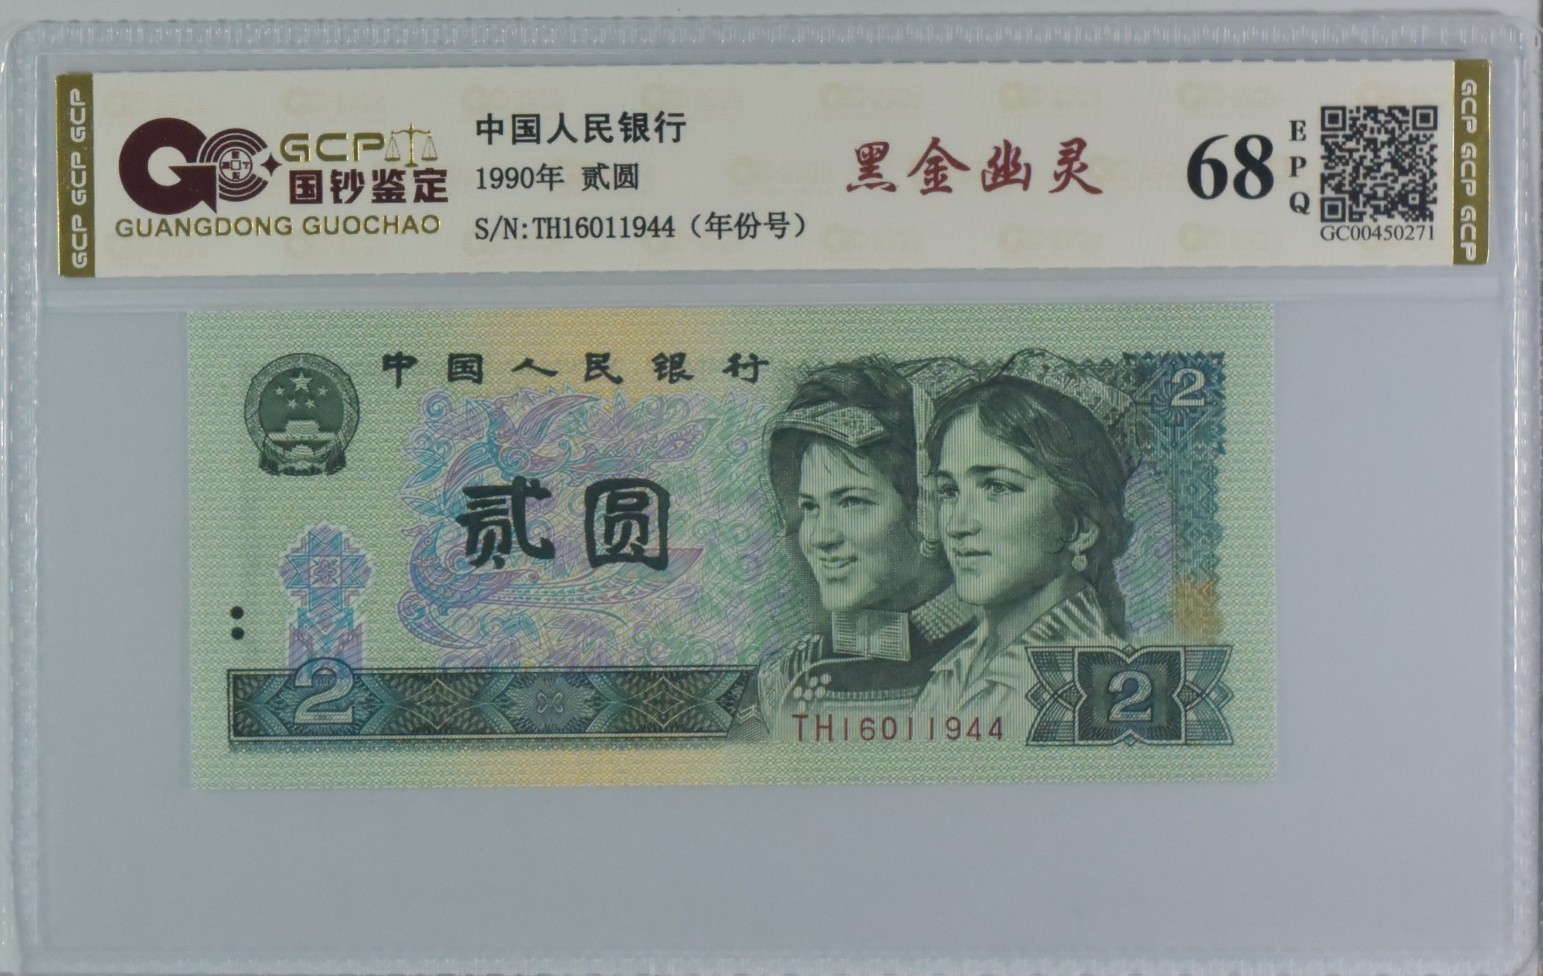 GCP GCP GCP
GCP
国钞鉴定
GUANGDONG GUOCHAO
中国人民银行
1990年 贰圆
S/N:TH16011944（年份号）
黑金幽灵
68
EPQ
GC00450271
GCP GCP GCP
中国人民银行
2
贰圆
2
2
TH16011944